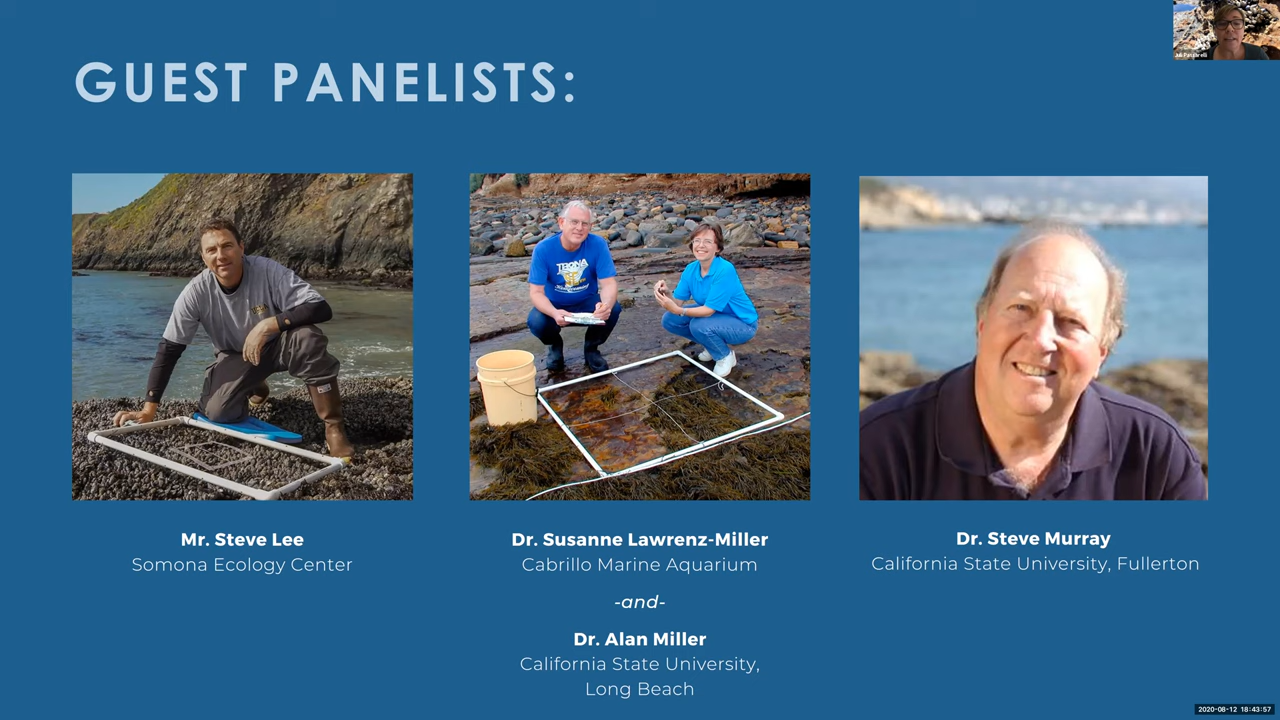 GUEST PANELISTS:
Mr. Steve Lee
Somona Ecology Center
TRONA
Dr. Susanne Lawrenz-Miller
Cabrillo Marine Aquarium
-and-
Dr. Alan Miller
California State University,
Long Beach
Dr. Steve Murray
California State University, Fullerton
2020-08-12 18:43:57